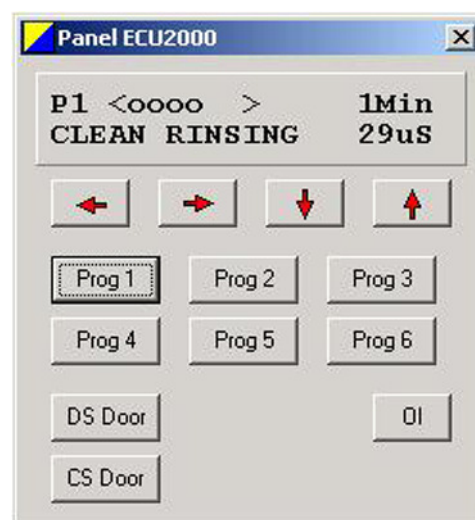 Panel ECU2000
P1 <oooo > 1Min
CLEAN RINSING 29uS
Prog 1 Prog 2 Prog 3
Prog 4 Prog 5 Prog 6
DS Door OI
CS Door